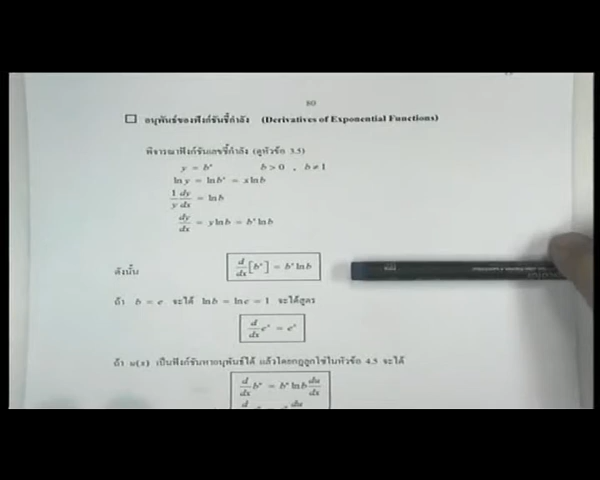 80
□ อนุพันธ์ของฟังก์ชันชี้กำลัง (Derivatives of Exponential Functions)
พิจารณาฟังก์ชันเลขชี้กำลัง (ดูหัวข้อ 3.5)
y = bˣ b > 0 , b ≠ 1
ln y = ln bˣ = x ln b
1/y dy/dx = ln b
dy/dx = y ln b = bˣ ln b
ดังนั้น d/dx [bˣ] = bˣ ln b
ถ้า b = e จะได้ ln b = ln e = 1 จะได้สูตร
d/dx eˣ = eˣ
ถ้า u(x) เป็นฟังก์ชันหาอนุพันธ์ได้ แล้วโดยกฎลูกโซ่ในหัวข้อ 4.5 จะได้
d/dx bᵘ = bᵘ ln b du/dx